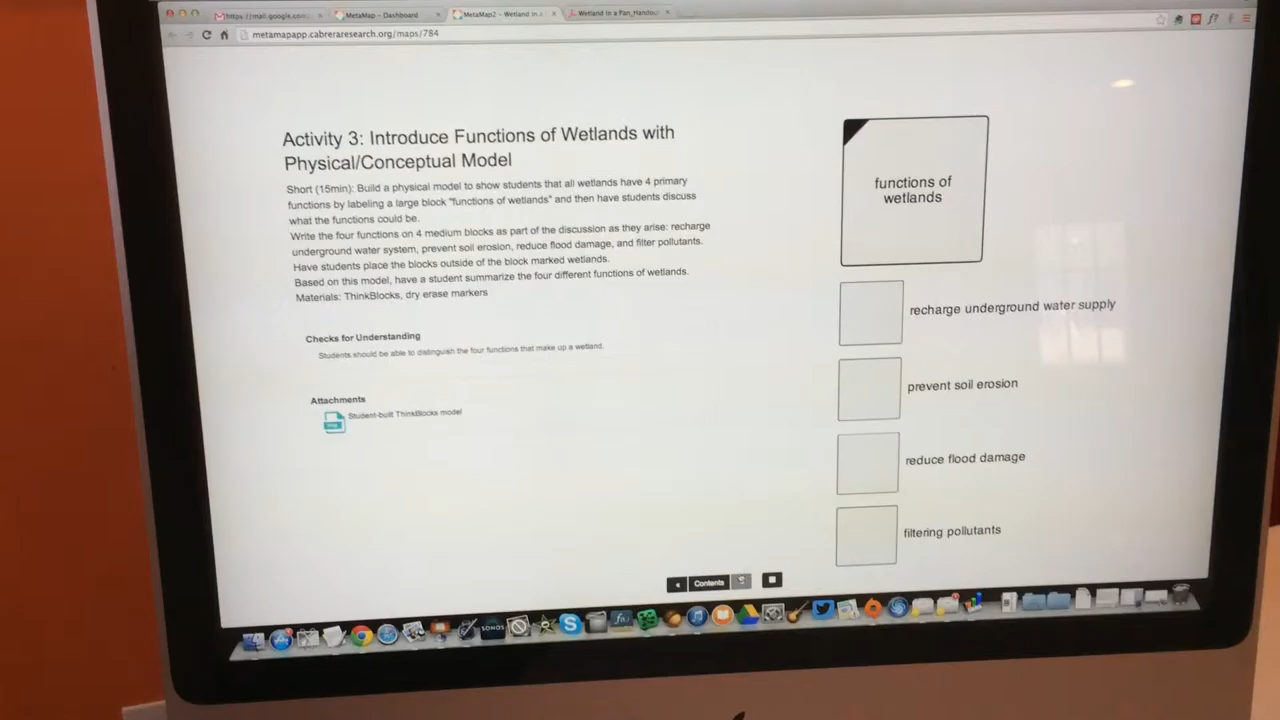 https://mail.google.com
MetaMap - Dashboard
MetaMap2 - Wetland in a
Wetland in a Pan_Handout
metamapapp.cabreraresearch.org/maps/784
Activity 3: Introduce Functions of Wetlands with
Physical/Conceptual Model
Short (15min): Build a physical model to show students that all wetlands have 4 primary
functions by labeling a large block "functions of wetlands" and then have students discuss
what the functions could be.
Write the four functions on 4 medium blocks as part of the discussion as they arise: recharge
underground water system, prevent soil erosion, reduce flood damage, and filter pollutants.
Have students place the blocks outside of the block marked wetlands.
Based on this model, have a student summarize the four different functions of wetlands.
Materials: ThinkBlocks, dry erase markers
Checks for Understanding
Students should be able to distinguish the four functions that make up a wetland.
Attachments
Student-built ThinkBlocks model
functions of
wetlands
recharge underground water supply
prevent soil erosion
reduce flood damage
filtering pollutants
Contents
SONOS